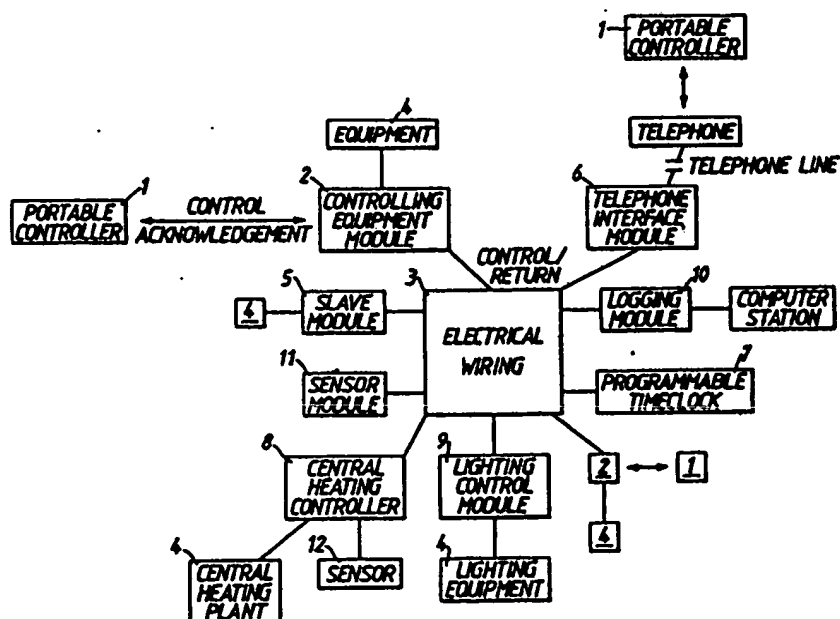 1
PORTABLE
CONTROLLER
4
EQUIPMENT
TELEPHONE
TELEPHONE LINE
1
PORTABLE
CONTROLLER
CONTROL
ACKNOWLEDGEMENT
2
CONTROLLING
EQUIPMENT
MODULE
6
TELEPHONE
INTERFACE
MODULE
CONTROL/
RETURN
5
SLAVE
MODULE
4
3
ELECTRICAL
WIRING
10
LOGGING
MODULE
COMPUTER
STATION
11
SENSOR
MODULE
7
PROGRAMMABLE
TIMECLOCK
8
CENTRAL
HEATING
CONTROLLER
9
LIGHTING
CONTROL
MODULE
2
1
4
4
CENTRAL
HEATING
PLANT
12
SENSOR
4
LIGHTING
EQUIPMENT